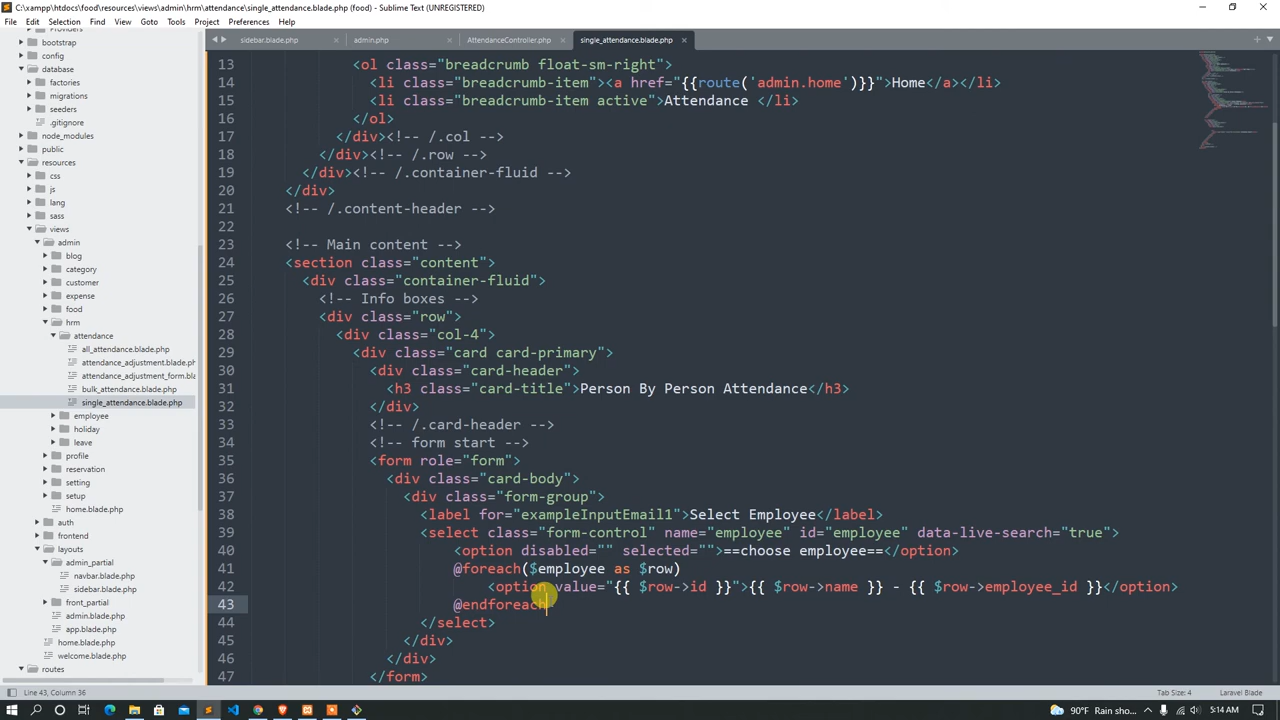 C:\xampp\htdocs\food\resources\views\admin\hrm\attendance\single_attendance.blade.php (food) - Sublime Text (UNREGISTERED)
File Edit Selection Find View Goto Tools Project Preferences Help
sidebar.blade.php
admin.php
AttendanceController.php
single_attendance.blade.php
Providers
bootstrap
config
database
factories
migrations
seeders
.gitignore
node_modules
public
resources
css
js
lang
sass
views
admin
blog
category
customer
expense
food
hrm
attendance
all_attendance.blade.php
attendance_adjustment.blade.ph
attendance_adjustment_form.bla
bulk_attendance.blade.php
single_attendance.blade.php
employee
holiday
leave
profile
reservation
setting
setup
home.blade.php
auth
frontend
layouts
admin_partial
navbar.blade.php
sidebar.blade.php
front_partial
admin.blade.php
app.blade.php
home.blade.php
welcome.blade.php
routes
13 <ol class="breadcrumb float-sm-right">
14 <li class="breadcrumb-item"><a href="{{route('admin.home')}}">Home</a></li>
15 <li class="breadcrumb-item active">Attendance </li>
16 </ol>
17 </div><!-- /.col -->
18 </div><!-- /.row -->
19 </div><!-- /.container-fluid -->
20 </div>
21 <!-- /.content-header -->
22
23 <!-- Main content -->
24 <section class="content">
25 <div class="container-fluid">
26 <!-- Info boxes -->
27 <div class="row">
28 <div class="col-4">
29 <div class="card card-primary">
30 <div class="card-header">
31 <h3 class="card-title">Person By Person Attendance</h3>
32 </div>
33 <!-- /.card-header -->
34 <!-- form start -->
35 <form role="form">
36 <div class="card-body">
37 <div class="form-group">
38 <label for="exampleInputEmail1">Select Employee</label>
39 <select class="form-control" name="employee" id="employee" data-live-search="true">
40 <option disabled="" selected="">==choose employee==</option>
41 @foreach($employee as $row)
42 <option value="{{ $row->id }}">{{ $row->name }} - {{ $row->employee_id }}</option>
43 @endforeach
44 </select>
45 </div>
46 </div>
47 </form>
Line 43, Column 36
Tab Size: 4
Laravel Blade
90°F Rain sho...
5:14 AM